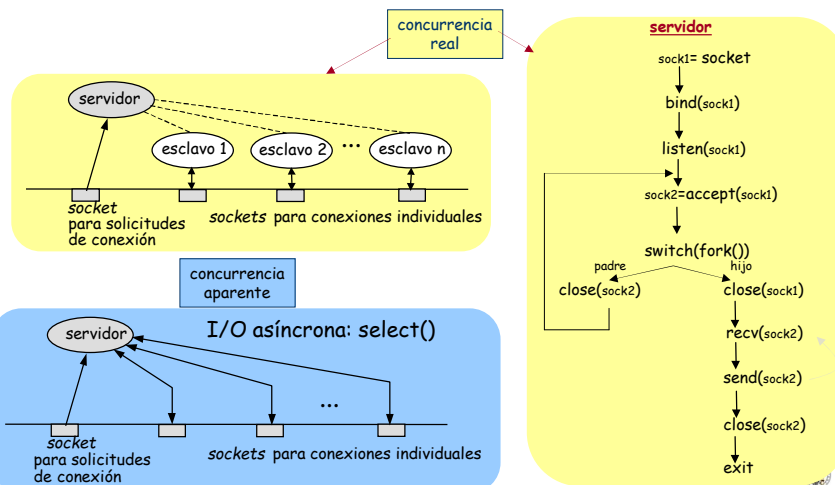 concurrencia
real
servidor
esclavo 1
esclavo 2
...
esclavo n
socket
para solicitudes
de conexión
sockets para conexiones individuales
concurrencia
aparente
I/O asíncrona: select()
servidor
...
socket
para solicitudes
de conexión
sockets para conexiones individuales
servidor
sock1= socket
bind(sock1)
listen(sock1)
sock2=accept(sock1)
switch(fork())
padre
hijo
close(sock2)
close(sock1)
recv(sock2)
send(sock2)
close(sock2)
exit